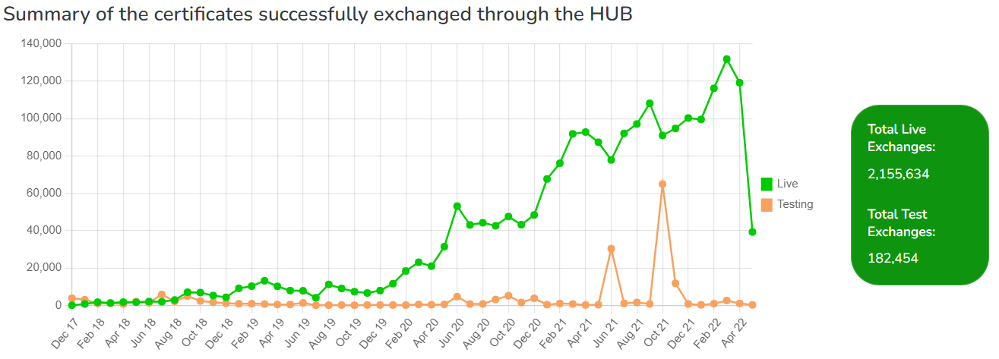 Summary of the certificates successfully exchanged through the HUB
140,000
120,000
100,000
80,000
60,000
40,000
20,000
0
Dec 17
Feb 18
Apr 18
Jun 18
Aug 18
Oct 18
Dec 18
Feb 19
Apr 19
Jun 19
Aug 19
Oct 19
Dec 19
Feb 20
Apr 20
Jun 20
Aug 20
Oct 20
Dec 20
Feb 21
Apr 21
Jun 21
Aug 21
Oct 21
Dec 21
Feb 22
Apr 22
Live
Testing
Total Live
Exchanges:
2,155,634
Total Test
Exchanges:
182,454